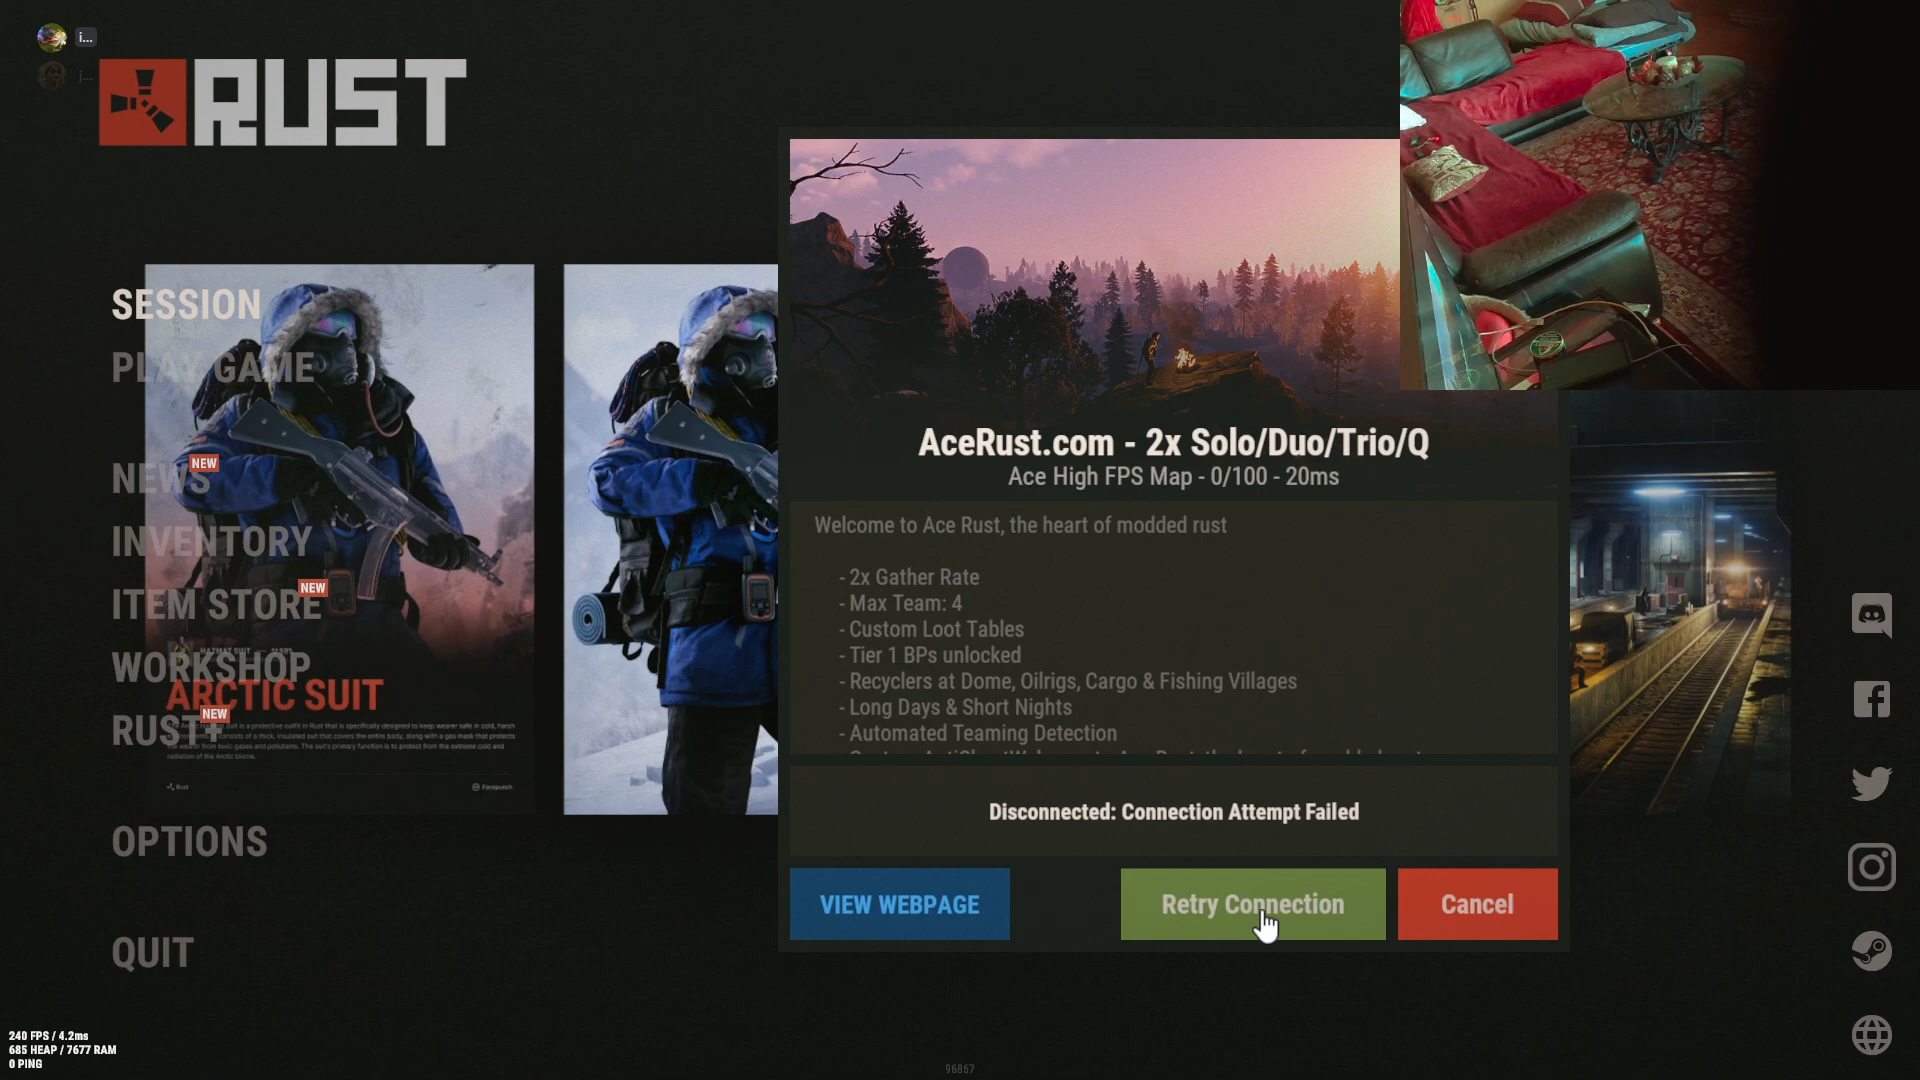 i...
j...
RUST
SESSION
PLAY GAME
NEWS
NEW
INVENTORY
ITEM STORE
NEW
WORKSHOP
RUST+
NEW
OPTIONS
QUIT
ARCTIC SUIT
Rust
Facepunch
AceRust.com - 2x Solo/Duo/Trio/Q
Ace High FPS Map - 0/100 - 20ms
Welcome to Ace Rust, the heart of modded rust
- 2x Gather Rate
- Max Team: 4
- Custom Loot Tables
- Tier 1 BPs unlocked
- Recyclers at Dome, Oilrigs, Cargo & Fishing Villages
- Long Days & Short Nights
- Automated Teaming Detection
Disconnected: Connection Attempt Failed
VIEW WEBPAGE
Retry Connection
Cancel
240 FPS / 4.2ms
685 HEAP / 7677 RAM
0 PING
96867